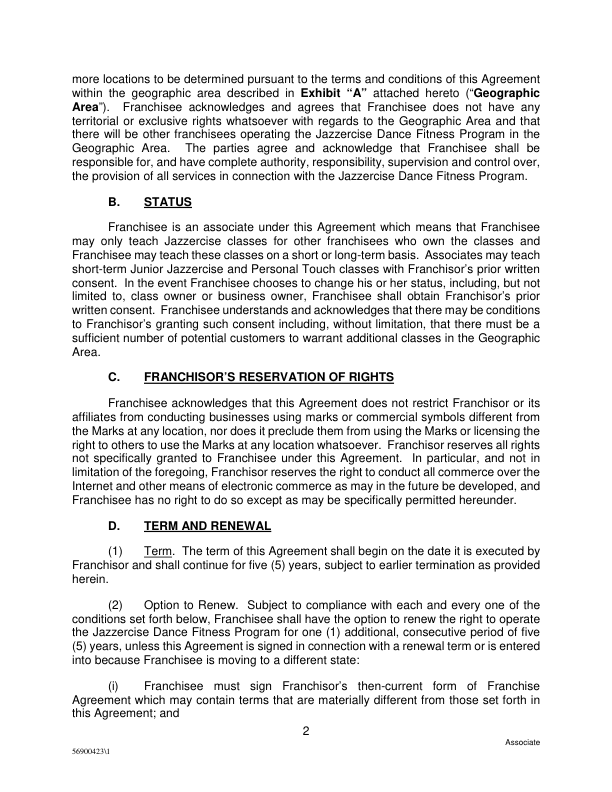 more locations to be determined pursuant to the terms and conditions of this Agreement
within the geographic area described in Exhibit “A” attached hereto (“Geographic
Area”). Franchisee acknowledges and agrees that Franchisee does not have any
territorial or exclusive rights whatsoever with regards to the Geographic Area and that
there will be other franchisees operating the Jazzercise Dance Fitness Program in the
Geographic Area. The parties agree and acknowledge that Franchisee shall be
responsible for, and have complete authority, responsibility, supervision and control over,
the provision of all services in connection with the Jazzercise Dance Fitness Program.
B. STATUS
Franchisee is an associate under this Agreement which means that Franchisee
may only teach Jazzercise classes for other franchisees who own the classes and
Franchisee may teach these classes on a short or long-term basis. Associates may teach
short-term Junior Jazzercise and Personal Touch classes with Franchisor’s prior written
consent. In the event Franchisee chooses to change his or her status, including, but not
limited to, class owner or business owner, Franchisee shall obtain Franchisor’s prior
written consent. Franchisee understands and acknowledges that there may be conditions
to Franchisor’s granting such consent including, without limitation, that there must be a
sufficient number of potential customers to warrant additional classes in the Geographic
Area.
C. FRANCHISOR’S RESERVATION OF RIGHTS
Franchisee acknowledges that this Agreement does not restrict Franchisor or its
affiliates from conducting businesses using marks or commercial symbols different from
the Marks at any location, nor does it preclude them from using the Marks or licensing the
right to others to use the Marks at any location whatsoever. Franchisor reserves all rights
not specifically granted to Franchisee under this Agreement. In particular, and not in
limitation of the foregoing, Franchisor reserves the right to conduct all commerce over the
Internet and other means of electronic commerce as may in the future be developed, and
Franchisee has no right to do so except as may be specifically permitted hereunder.
D. TERM AND RENEWAL
(1) Term. The term of this Agreement shall begin on the date it is executed by
Franchisor and shall continue for five (5) years, subject to earlier termination as provided
herein.
(2) Option to Renew. Subject to compliance with each and every one of the
conditions set forth below, Franchisee shall have the option to renew the right to operate
the Jazzercise Dance Fitness Program for one (1) additional, consecutive period of five
(5) years, unless this Agreement is signed in connection with a renewal term or is entered
into because Franchisee is moving to a different state:
(i) Franchisee must sign Franchisor’s then-current form of Franchise
Agreement which may contain terms that are materially different from those set forth in
this Agreement; and
2
Associate
56900423\1